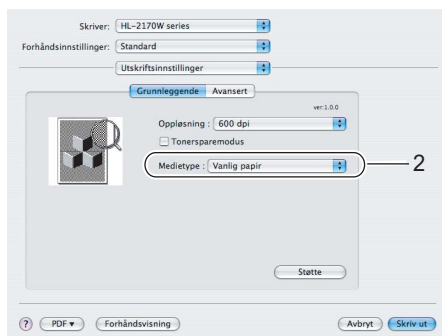 Skriver: HL-2170W series
Forhåndsinnstillinger: Standard
Utskriftsinnstillinger
Grunnleggende Avansert
ver:1.0.0
Oppløsning : 600 dpi
Tonersparemodus
Medietype : Vanlig papir
2
Støtte
? PDF ▾ Forhåndsvisning Avbryt Skriv ut